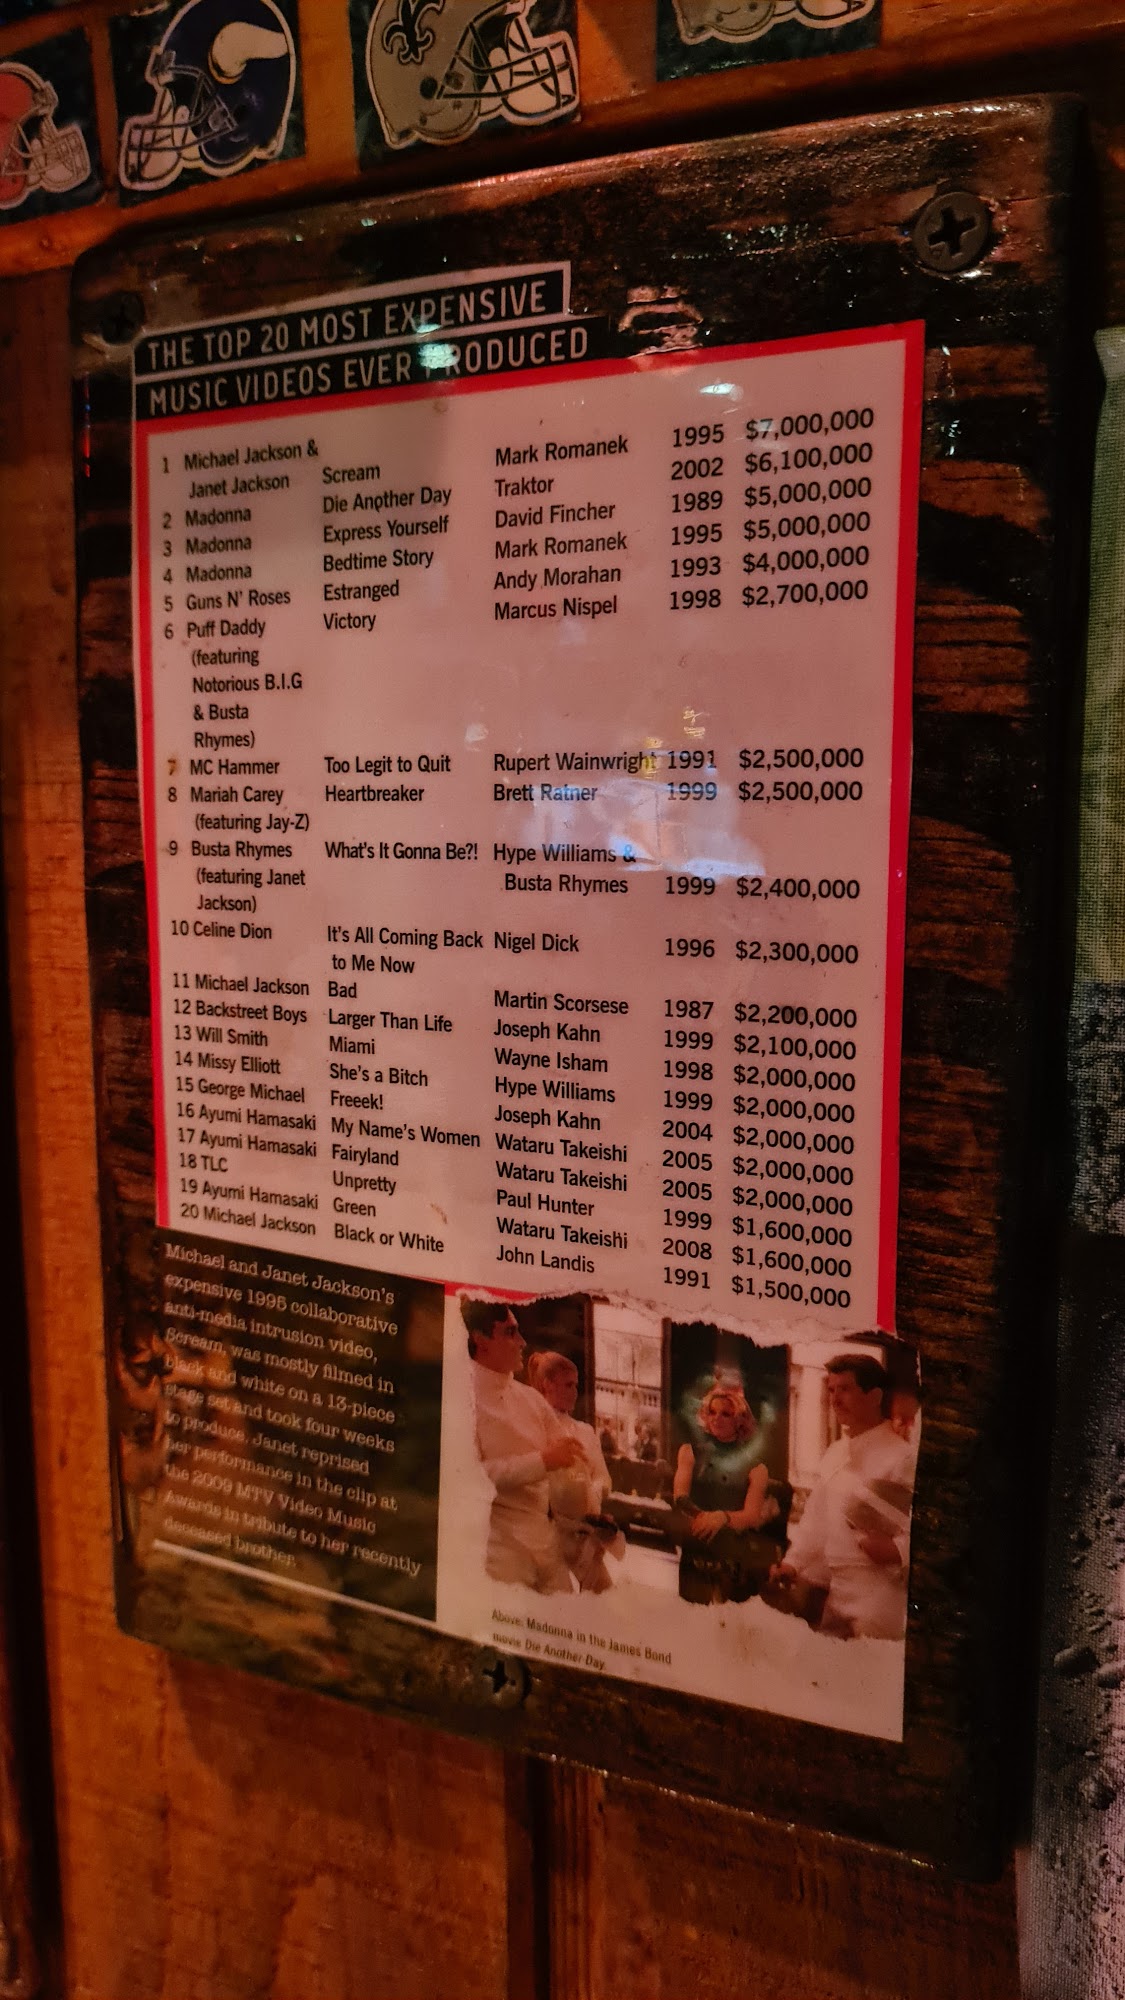 THE TOP 20 MOST EXPENSIVE
MUSIC VIDEOS EVER PRODUCED
1 Michael Jackson &
Janet Jackson Scream Mark Romanek 1995 $7,000,000
2 Madonna Die Another Day Traktor 2002 $6,100,000
3 Madonna Express Yourself David Fincher 1989 $5,000,000
4 Madonna Bedtime Story Mark Romanek 1995 $5,000,000
5 Guns N' Roses Estranged Andy Morahan 1993 $4,000,000
6 Puff Daddy Victory Marcus Nispel 1998 $2,700,000
(featuring
Notorious B.I.G
& Busta
Rhymes)
7 MC Hammer Too Legit to Quit Rupert Wainwright 1991 $2,500,000
8 Mariah Carey Heartbreaker Brett Ratner 1999 $2,500,000
(featuring Jay-Z)
9 Busta Rhymes What's It Gonna Be?! Hype Williams &
(featuring Janet Busta Rhymes 1999 $2,400,000
Jackson)
10 Celine Dion It's All Coming Back Nigel Dick 1996 $2,300,000
to Me Now
11 Michael Jackson Bad Martin Scorsese 1987 $2,200,000
12 Backstreet Boys Larger Than Life Joseph Kahn 1999 $2,100,000
13 Will Smith Miami Wayne Isham 1998 $2,000,000
14 Missy Elliott She's a Bitch Hype Williams 1999 $2,000,000
15 George Michael Freeek! Joseph Kahn 2004 $2,000,000
16 Ayumi Hamasaki My Name's Women Wataru Takeishi 2005 $2,000,000
17 Ayumi Hamasaki Fairyland Wataru Takeishi 2005 $2,000,000
18 TLC Unpretty Paul Hunter 1999 $1,600,000
19 Ayumi Hamasaki Green Wataru Takeishi 2008 $1,600,000
20 Michael Jackson Black or White John Landis 1991 $1,500,000
Michael and Janet Jackson's
expensive 1995 collaborative
anti-media intrusion video,
Scream, was mostly filmed in
black and white on a 13-piece
stage set and took four weeks
to produce. Janet reprised
her performance in the clip at
the 2009 MTV Video Music
Awards in tribute to her recently
deceased brother.
Above: Madonna in the James Bond
movie Die Another Day.